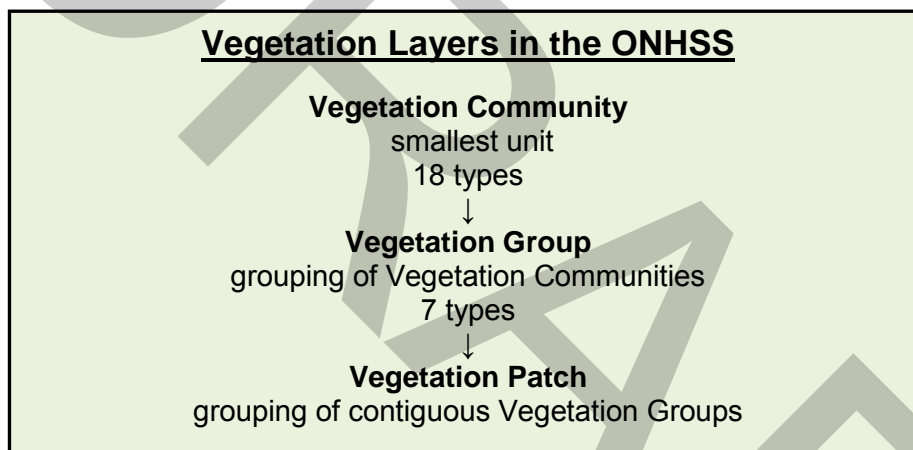 Vegetation Layers in the ONHSS
Vegetation Community
smallest unit
18 types
↓
Vegetation Group
grouping of Vegetation Communities
7 types
↓
Vegetation Patch
grouping of contiguous Vegetation Groups